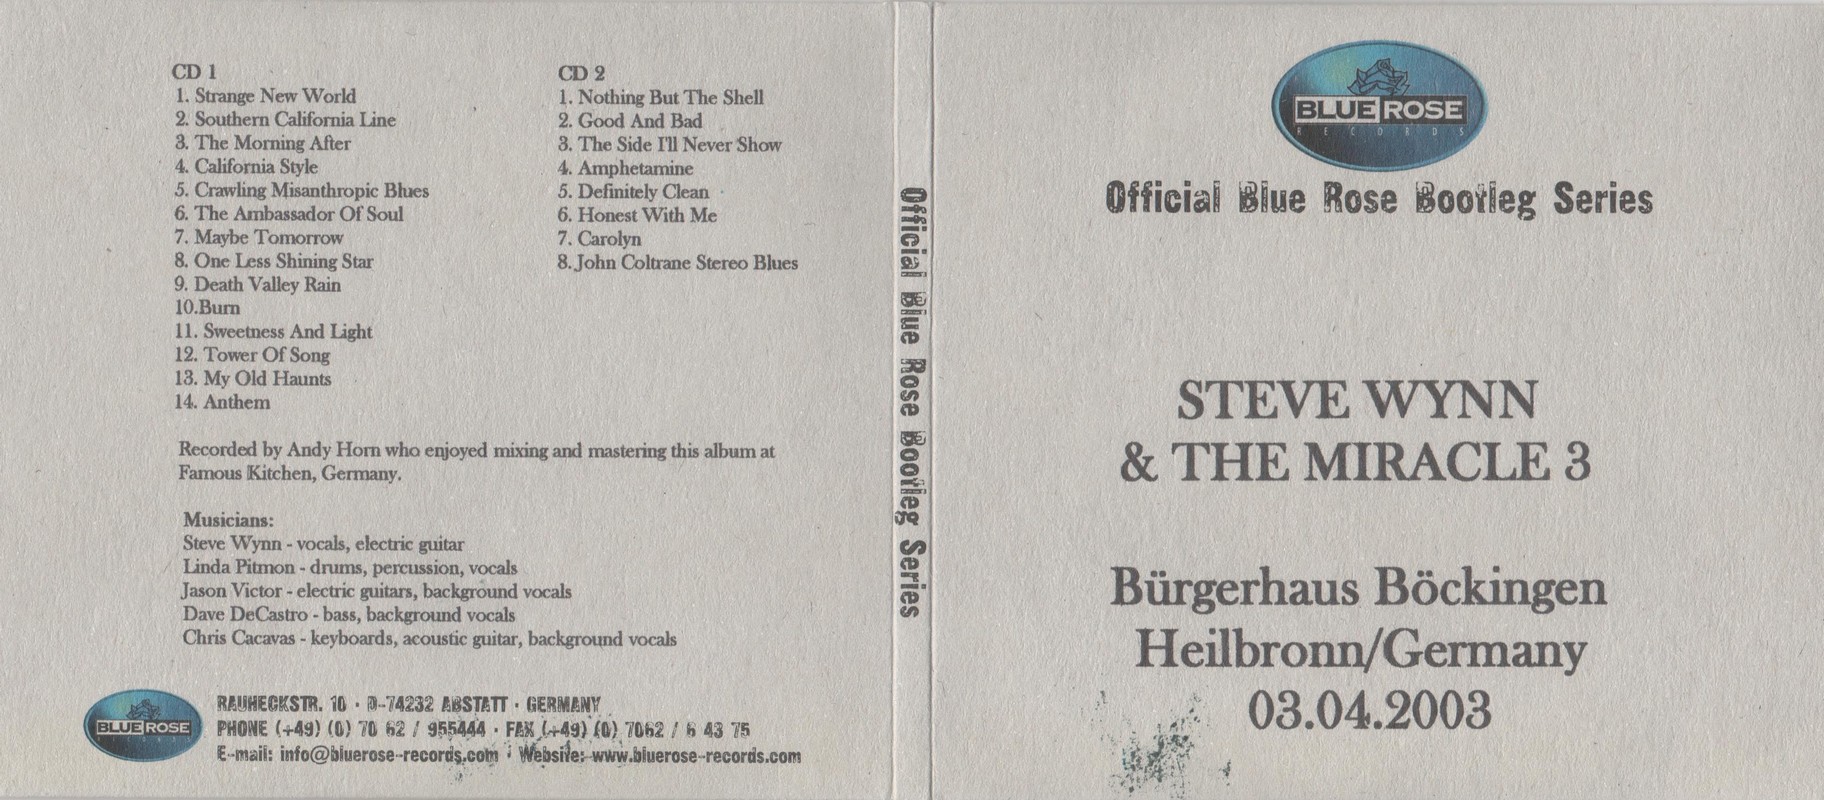 CD 1
1. Strange New World
2. Southern California Line
3. The Morning After
4. California Style
5. Crawling Misanthropic Blues
6. The Ambassador Of Soul
7. Maybe Tomorrow
8. One Less Shining Star
9. Death Valley Rain
10.Burn
11. Sweetness And Light
12. Tower Of Song
13. My Old Haunts
14. Anthem
CD 2
1. Nothing But The Shell
2. Good And Bad
3. The Side I'll Never Show
4. Amphetamine
5. Definitely Clean
6. Honest With Me
7. Carolyn
8. John Coltrane Stereo Blues
Recorded by Andy Horn who enjoyed mixing and mastering this album at
Famous Kitchen, Germany.
Musicians:
Steve Wynn - vocals, electric guitar
Linda Pitmon - drums, percussion, vocals
Jason Victor - electric guitars, background vocals
Dave DeCastro - bass, background vocals
Chris Cacavas - keyboards, acoustic guitar, background vocals
BLUE ROSE
RECORDS
RAUHECKSTR. 10 · D-74232 ABSTATT · GERMANY
PHONE (+49) (0) 70 62 / 955444 · FAX (+49) (0) 7062 / 6 43 75
E-mail: info@bluerose-records.com · Website: www.bluerose-records.com
Official Blue Rose Bootleg Series
BLUE ROSE
RECORDS
Official Blue Rose Bootleg Series
STEVE WYNN
& THE MIRACLE 3
Bürgerhaus Böckingen
Heilbronn/Germany
03.04.2003